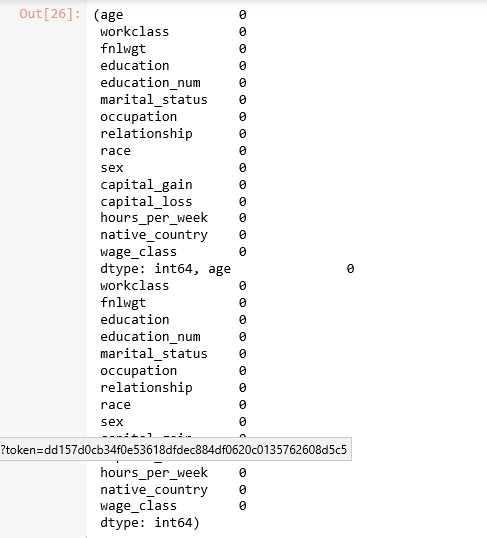 Out[26]: (age 0
workclass 0
fnlwgt 0
education 0
education_num 0
marital_status 0
occupation 0
relationship 0
race 0
sex 0
capital_gain 0
capital_loss 0
hours_per_week 0
native_country 0
wage_class 0
dtype: int64, age 0
workclass 0
fnlwgt 0
education 0
education_num 0
marital_status 0
occupation 0
relationship 0
race 0
sex 0
?token=dd157d0cb34f0e53618dfdec884df0620c0135762608d5c5
hours_per_week 0
native_country 0
wage_class 0
dtype: int64)